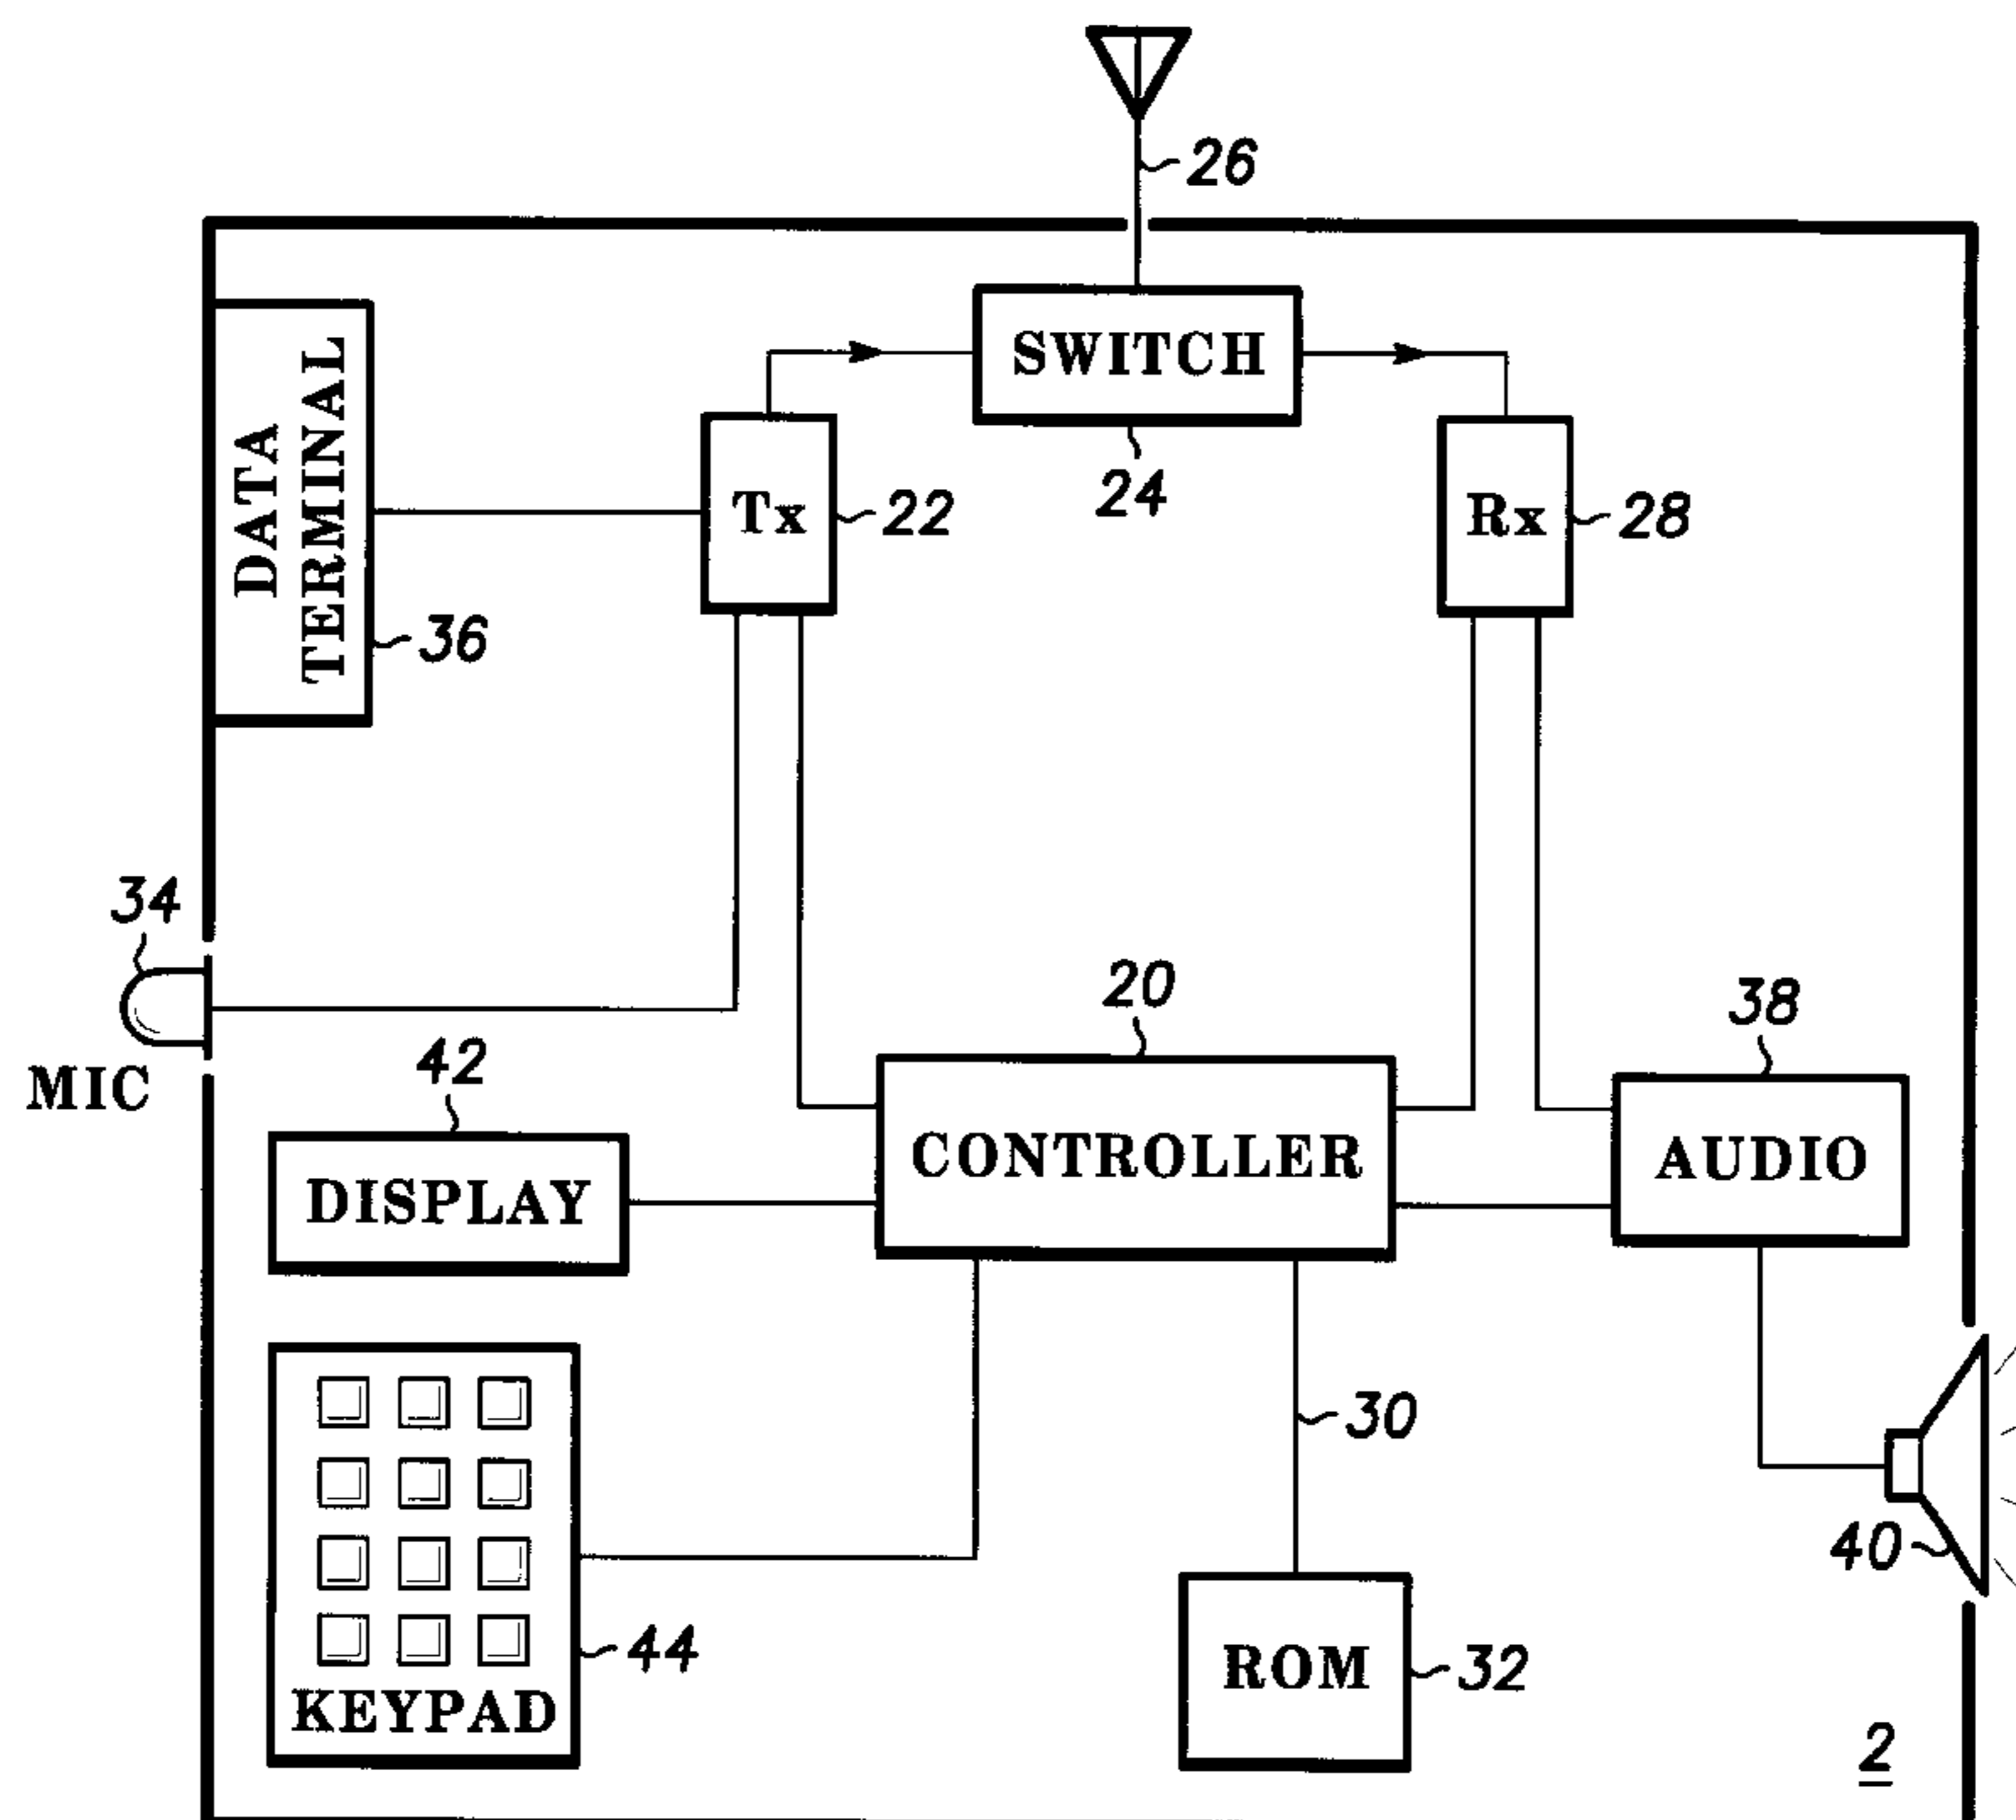 26
SWITCH
24
DATA
TERMINAL
36
Tx
22
Rx
28
34
MIC
42
DISPLAY
20
CONTROLLER
38
AUDIO
30
40
KEYPAD
44
ROM
32
2